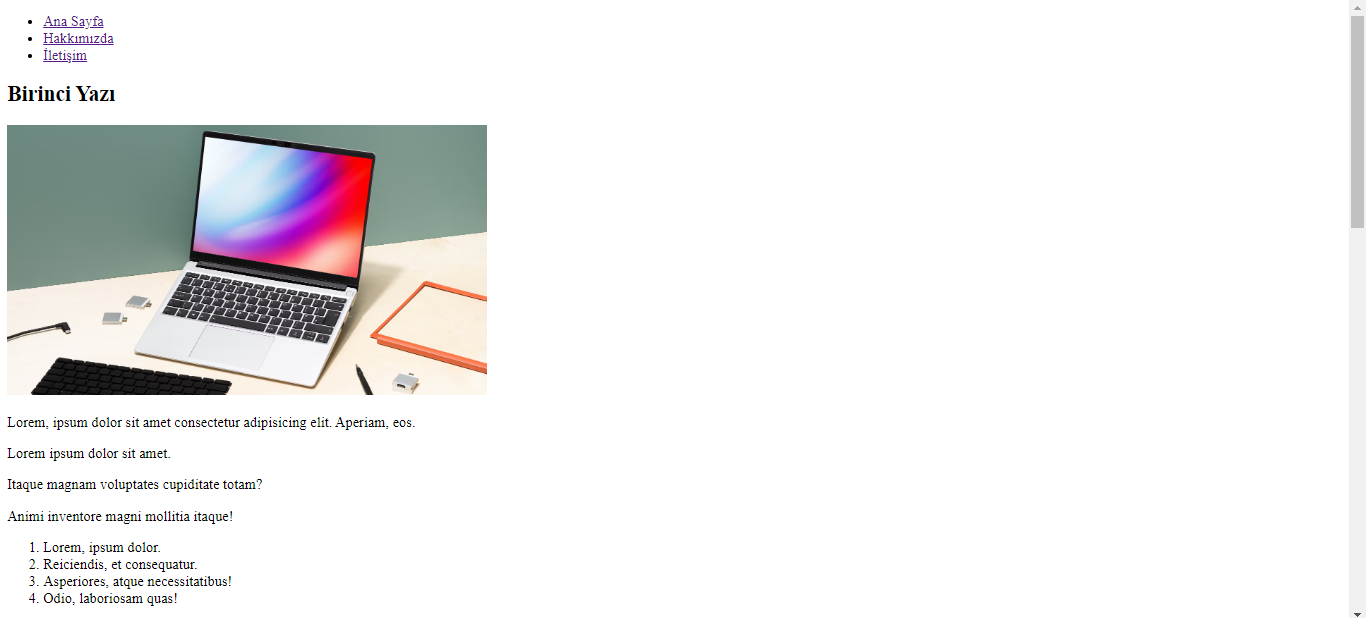 Ana Sayfa
Hakkımızda
İletişim
Birinci Yazı
Lorem, ipsum dolor sit amet consectetur adipisicing elit. Aperiam, eos.
Lorem ipsum dolor sit amet.
Itaque magnam voluptates cupiditate totam?
Animi inventore magni mollitia itaque!
1. Lorem, ipsum dolor.
2. Reiciendis, et consequatur.
3. Asperiores, atque necessitatibus!
4. Odio, laboriosam quas!